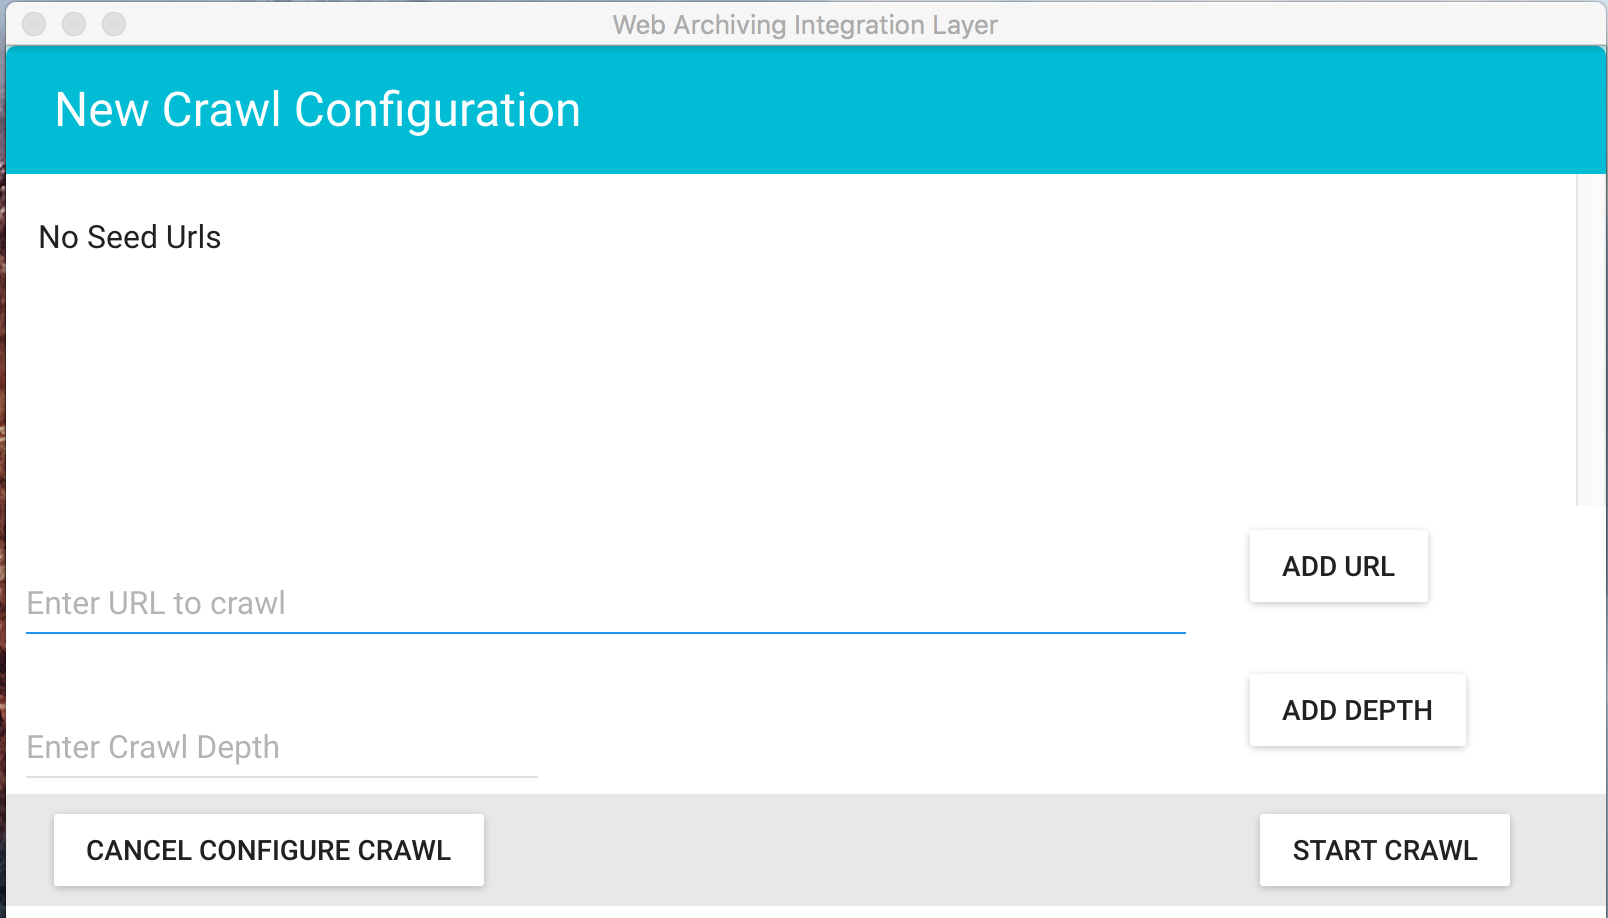 Web Archiving Integration Layer
New Crawl Configuration
No Seed Urls
ADD URL
Enter URL to crawl
ADD DEPTH
Enter Crawl Depth
CANCEL CONFIGURE CRAWL
START CRAWL